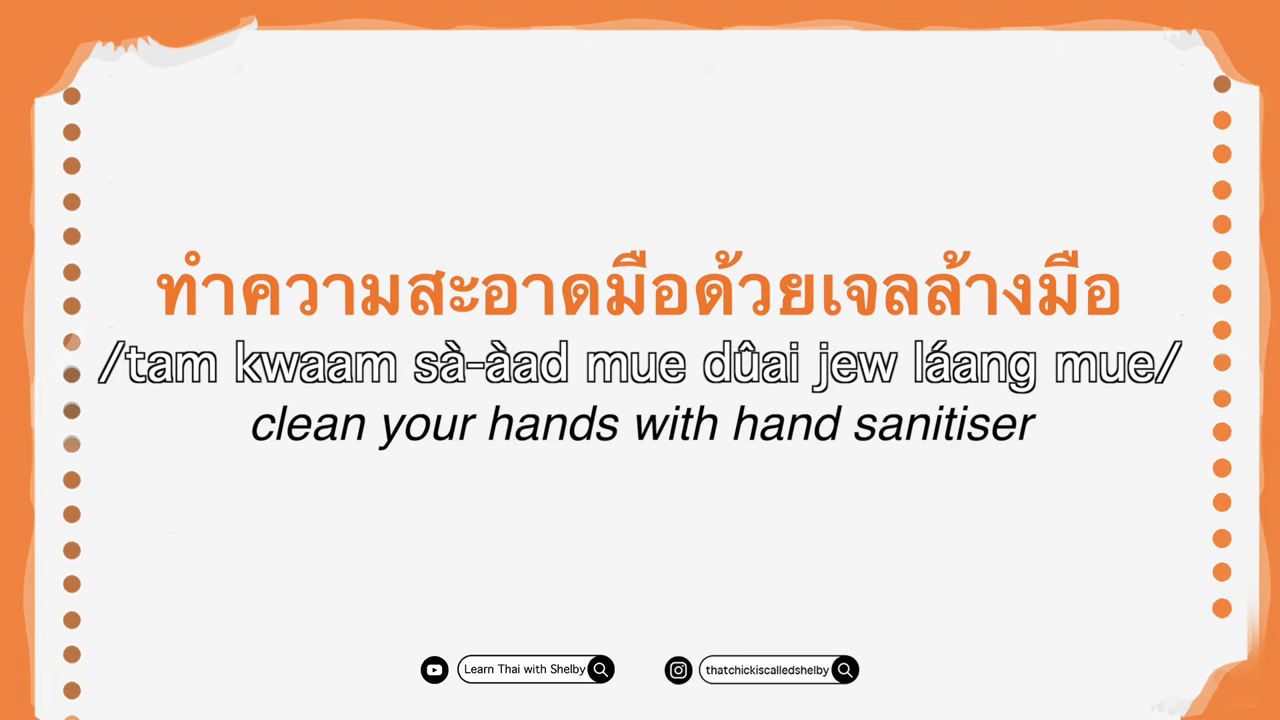 ทำความสะอาดมือด้วยเจลล้างมือ
/tam kwaam sà-àad mue dûai jew láang mue/
clean your hands with hand sanitiser
Learn Thai with Shelby
thatchickiscalledshelby